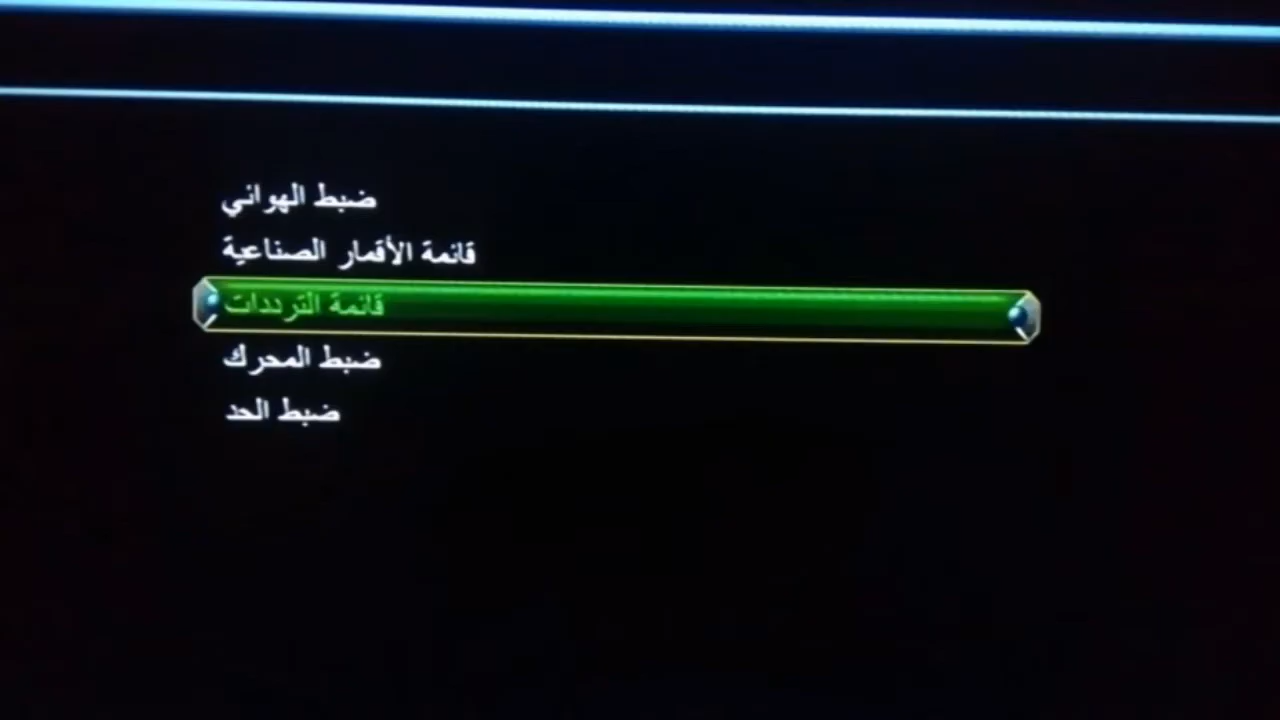 ضبط الهوائي
قائمة الأقمار الصناعية
قائمة الترددات
ضبط المحرك
ضبط الحد